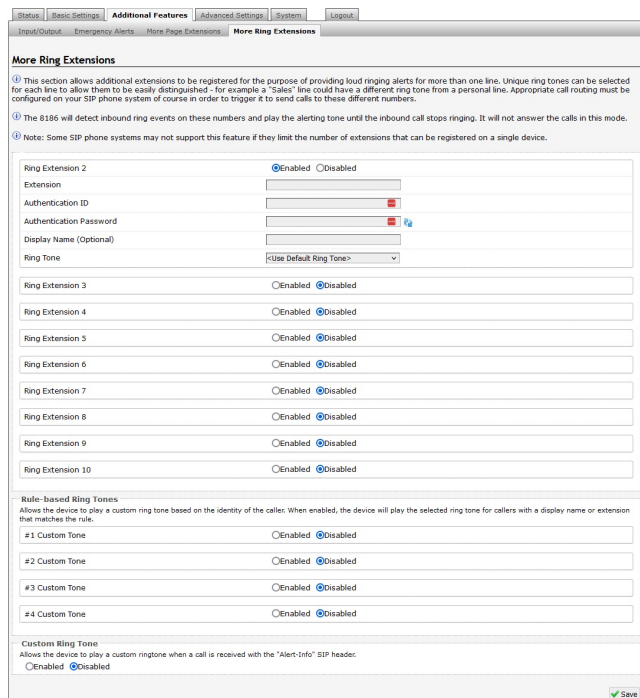 Status Basic Settings Additional Features Advanced Settings System Logout
Input/Output Emergency Alerts More Page Extensions More Ring Extensions
More Ring Extensions
This section allows additional extensions to be registered for the purpose of providing loud ringing alerts for more than one line. Unique ring tones can be selected
for each line to allow them to be easily distinguished - for example a "Sales" line could have a different ring tone from a personal line. Appropriate call routing must be
configured on your SIP phone system of course in order to trigger it to send calls to these different numbers.
The 8186 will detect inbound ring events on these numbers and play the alerting tone until the inbound call stops ringing. It will not answer the calls in this mode.
Note: Some SIP phone systems may not support this feature if they limit the number of extensions that can be registered on a single device.
Ring Extension 2 Enabled Disabled
Extension
Authentication ID
Authentication Password
Display Name (Optional)
Ring Tone <Use Default Ring Tone>
Ring Extension 3 Enabled Disabled
Ring Extension 4 Enabled Disabled
Ring Extension 5 Enabled Disabled
Ring Extension 6 Enabled Disabled
Ring Extension 7 Enabled Disabled
Ring Extension 8 Enabled Disabled
Ring Extension 9 Enabled Disabled
Ring Extension 10 Enabled Disabled
Rule-based Ring Tones
Allows the device to play a custom ring tone based on the identity of the caller. When enabled, the device will play the selected ring tone for callers with a display name or extension
that matches the rule.
#1 Custom Tone Enabled Disabled
#2 Custom Tone Enabled Disabled
#3 Custom Tone Enabled Disabled
#4 Custom Tone Enabled Disabled
Custom Ring Tone
Allows the device to play a custom ringtone when a call is received with the "Alert-Info" SIP header.
Enabled Disabled
Save